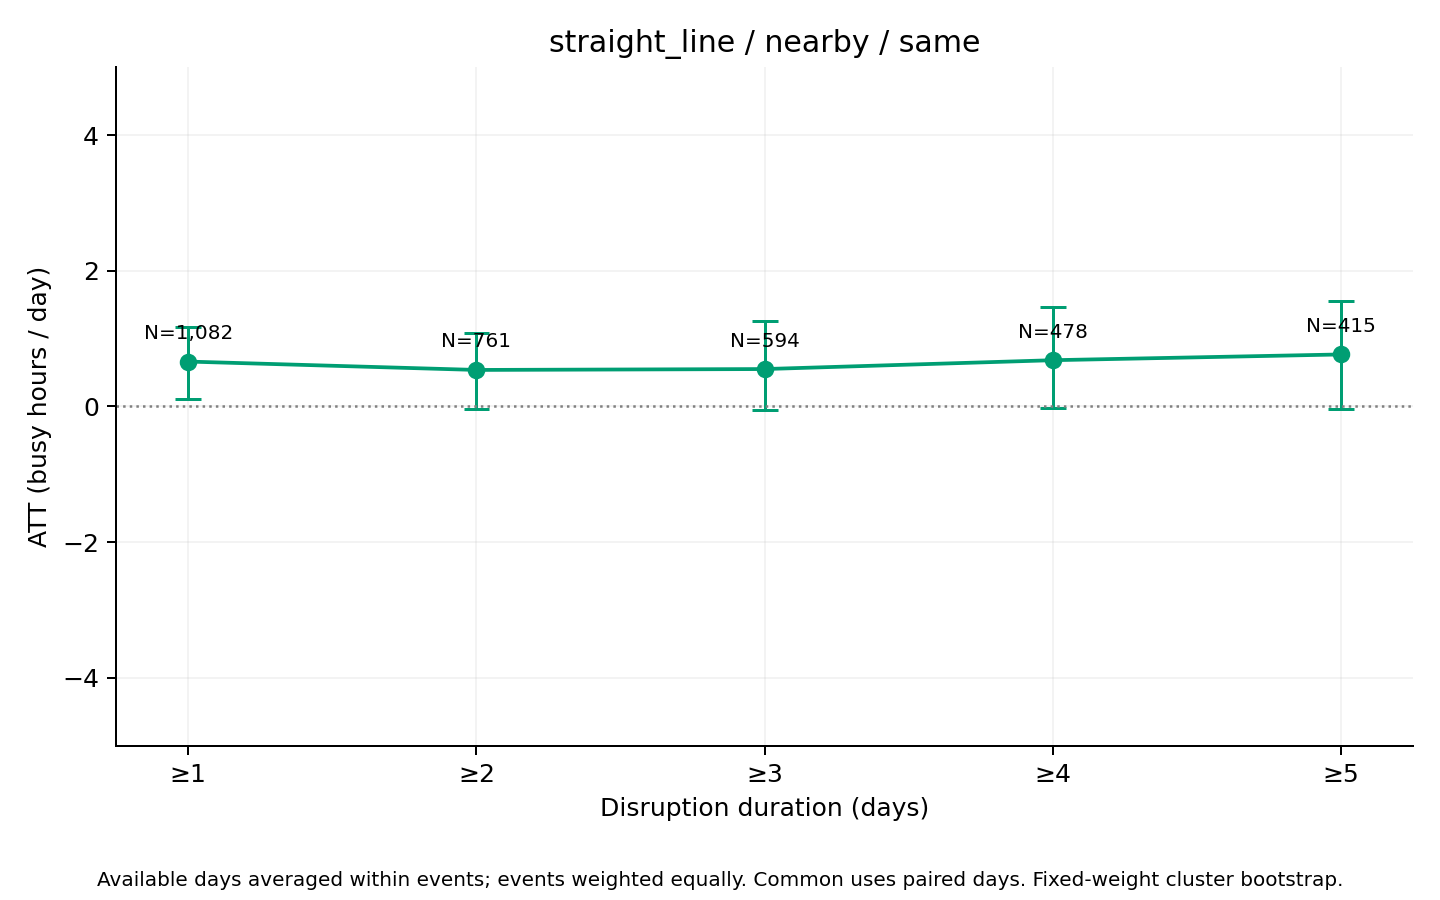 straight_line / nearby / same
ATT (busy hours / day)
4
2
0
−2
−4
N=1,082
N=761
N=594
N=478
N=415
≥1
≥2
≥3
≥4
≥5
Disruption duration (days)
Available days averaged within events; events weighted equally. Common uses paired days. Fixed-weight cluster bootstrap.